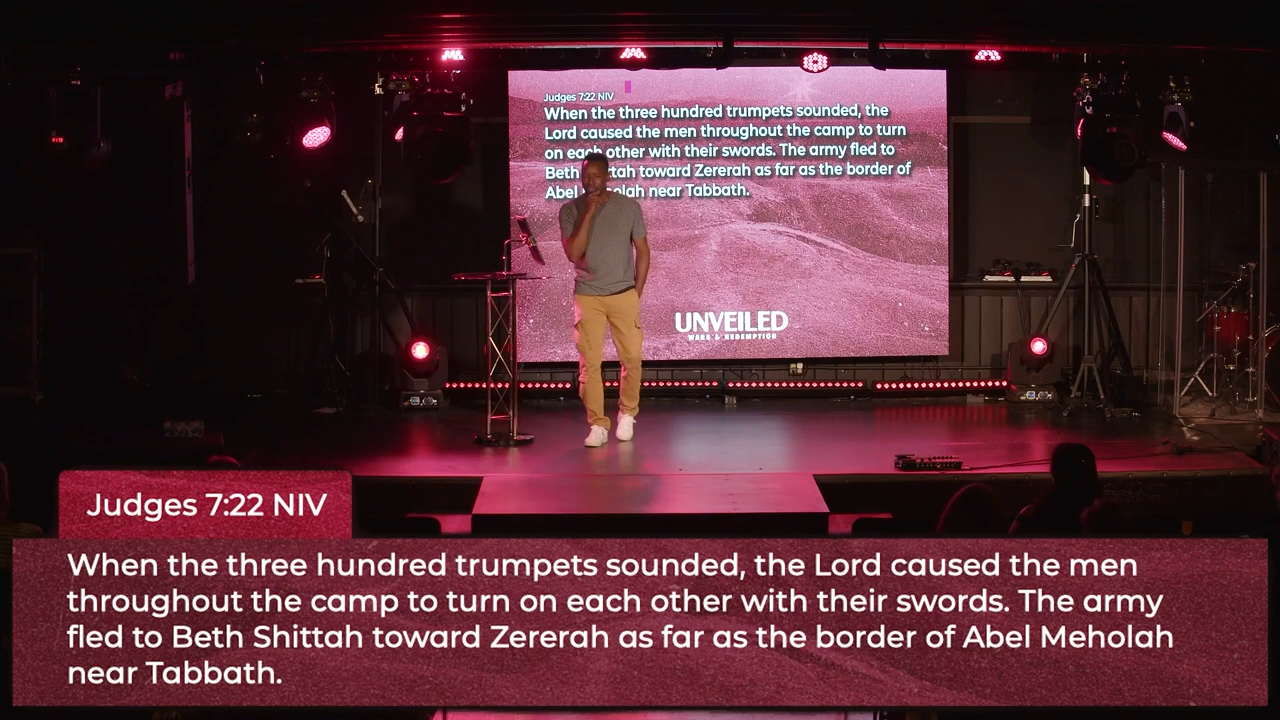 Judges 7:22 NIV
When the three hundred trumpets sounded, the
Lord caused the men throughout the camp to turn
on each other with their swords. The army fled to
Beth tah toward Zererah as far as the border of
Abel olah near Tabbath.
UNVEILED
WARS & REDEMPTION
Judges 7:22 NIV
When the three hundred trumpets sounded, the Lord caused the men
throughout the camp to turn on each other with their swords. The army
fled to Beth Shittah toward Zererah as far as the border of Abel Meholah
near Tabbath.